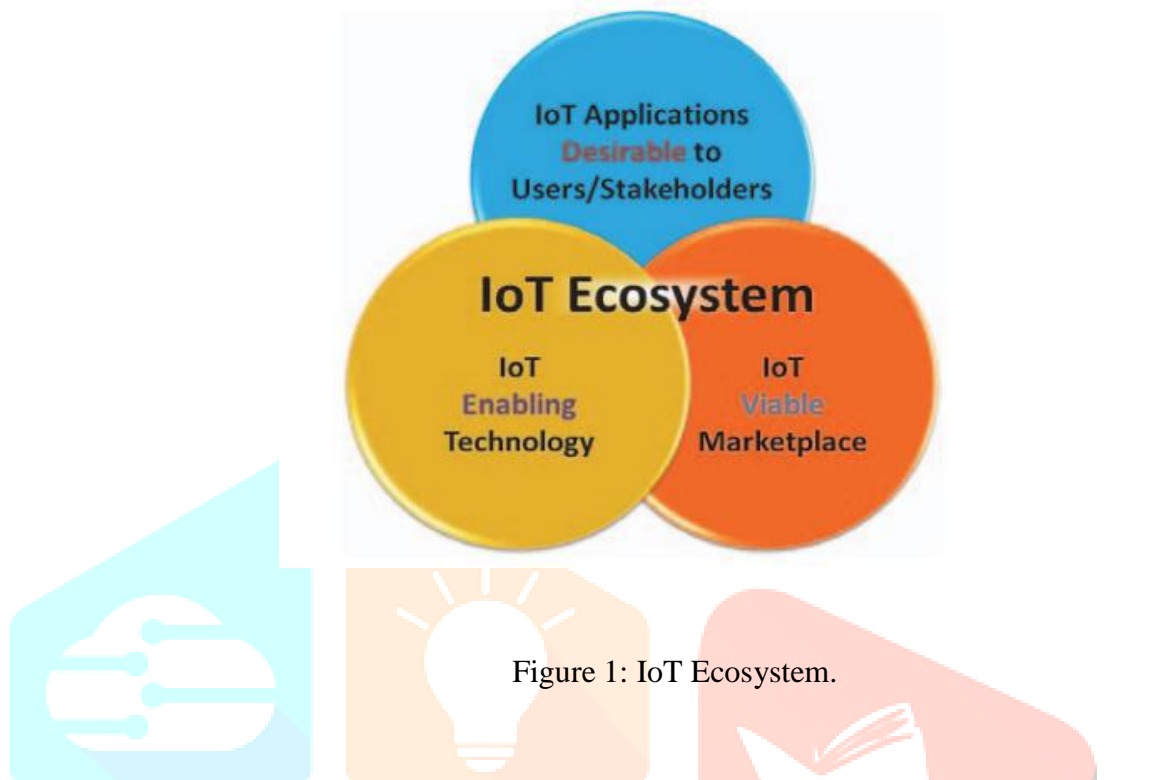 IoT Applications
Desirable to
Users/Stakeholders
IoT Ecosystem
IoT
Enabling
Technology
IoT
Viable
Marketplace
Figure 1: IoT Ecosystem.